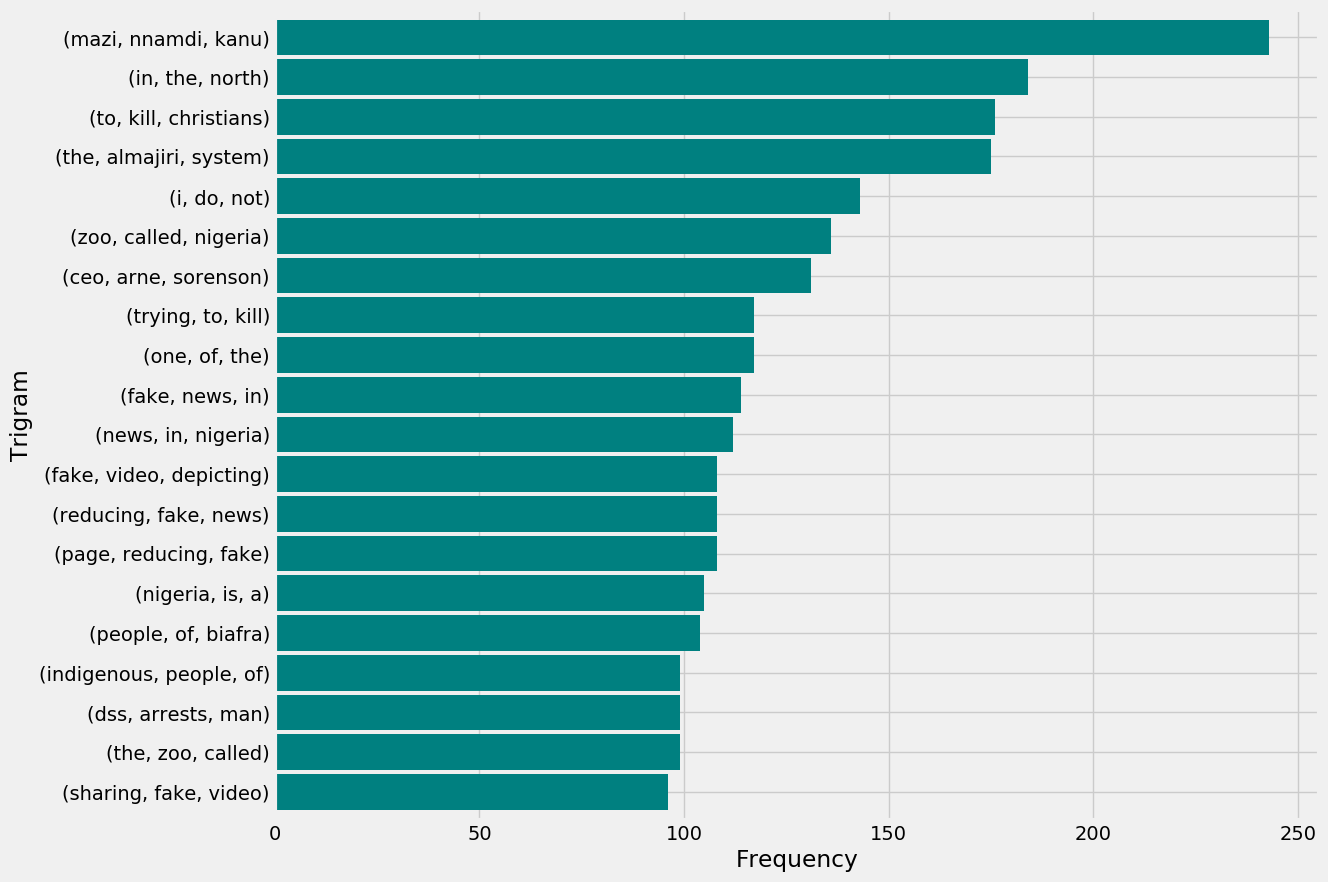 (mazi, nnamdi, kanu)
(in, the, north)
(to, kill, christians)
(the, almajiri, system)
(i, do, not)
(zoo, called, nigeria)
(ceo, arne, sorenson)
(trying, to, kill)
(one, of, the)
(fake, news, in)
(news, in, nigeria)
(fake, video, depicting)
(reducing, fake, news)
(page, reducing, fake)
(nigeria, is, a)
(people, of, biafra)
(indigenous, people, of)
(dss, arrests, man)
(the, zoo, called)
(sharing, fake, video)
Trigram
0 50 100 150 200 250
Frequency